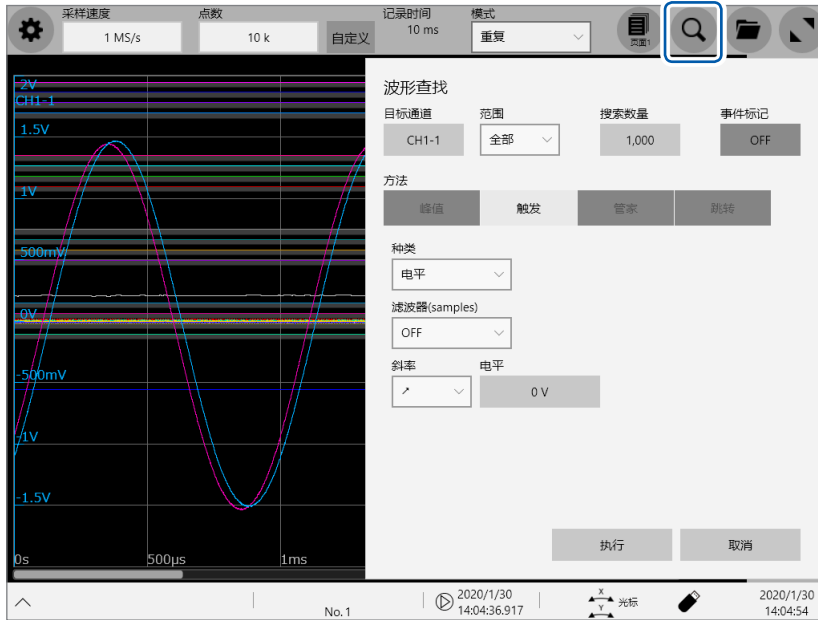 采样速度 点数 记录时间 模式
1 MS/s 10 k 自定义 10 ms 重复 页面1
2V
CH1-1
1.5V
1V
500mV
0V
-500mV
-1V
-1.5V
0s 500µs 1ms
波形查找
目标通道 范围 搜索数量 事件标记
CH1-1 全部 1,000 OFF
方法
峰值 触发 管家 跳转
种类
电平
滤波器(samples)
OFF
斜率 电平
↗ 0 V
执行 取消
No. 1 2020/1/30 14:04:36.917 X Y 光标 2020/1/30 14:04:54